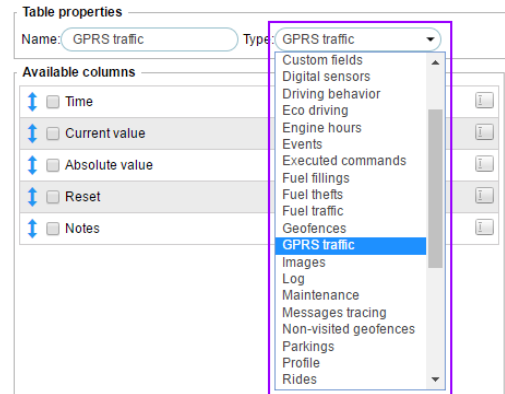 Table properties
Name: GPRS traffic Type: GPRS traffic
Available columns
Time
Current value
Absolute value
Reset
Notes
Custom fields
Digital sensors
Driving behavior
Eco driving
Engine hours
Events
Executed commands
Fuel fillings
Fuel thefts
Fuel traffic
Geofences
GPRS traffic
Images
Log
Maintenance
Messages tracing
Non-visited geofences
Parkings
Profile
Rides